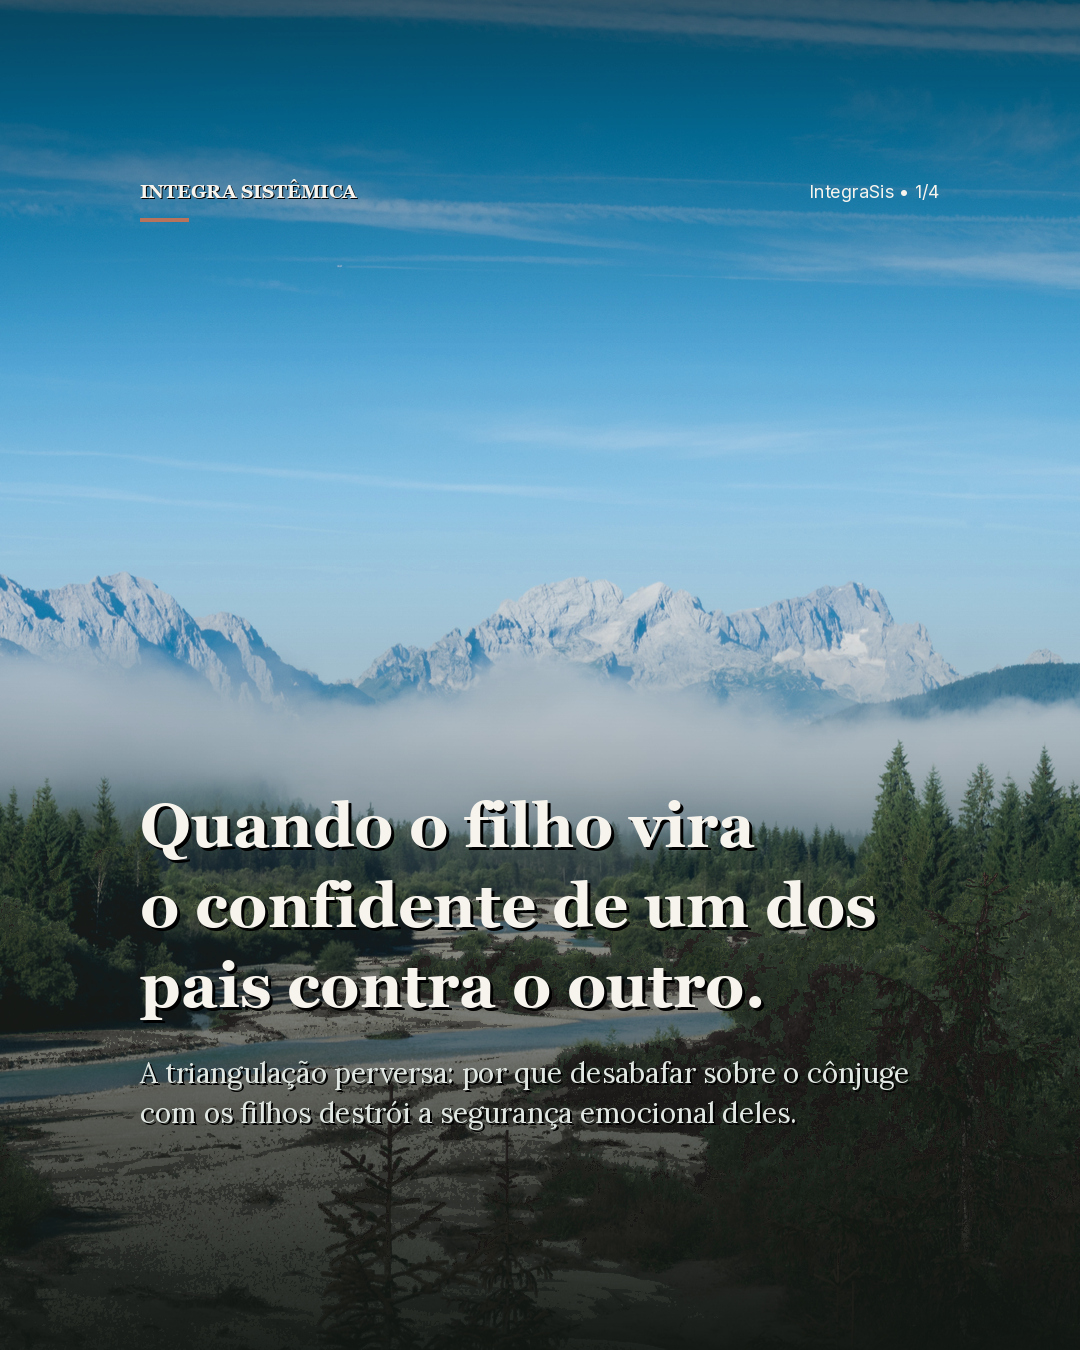 INTEGRA SISTÊMICA
IntegraSis • 1/4
Quando o filho vira
o confidente de um dos
pais contra o outro.
A triangulação perversa: por que desabafar sobre o cônjuge
com os filhos destrói a segurança emocional deles.